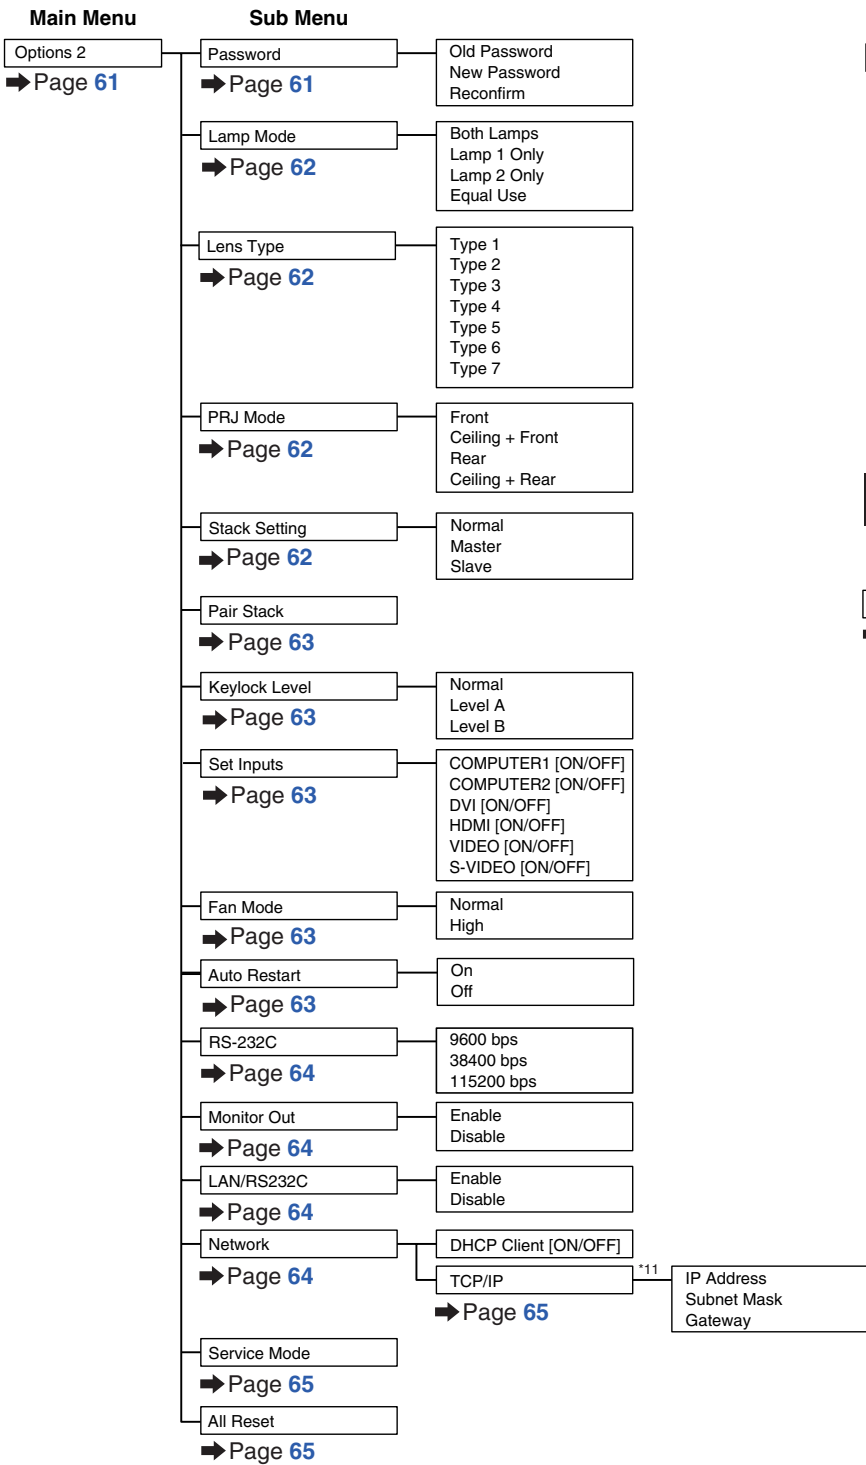 Main Menu Sub Menu
Options 2
Page 61
Password
Page 61
Old Password
New Password
Reconfirm
Lamp Mode
Page 62
Both Lamps
Lamp 1 Only
Lamp 2 Only
Equal Use
Lens Type
Page 62
Type 1
Type 2
Type 3
Type 4
Type 5
Type 6
Type 7
PRJ Mode
Page 62
Front
Ceiling + Front
Rear
Ceiling + Rear
Stack Setting
Page 62
Normal
Master
Slave
Pair Stack
Page 63
Keylock Level
Page 63
Normal
Level A
Level B
Set Inputs
Page 63
COMPUTER1 [ON/OFF]
COMPUTER2 [ON/OFF]
DVI [ON/OFF]
HDMI [ON/OFF]
VIDEO [ON/OFF]
S-VIDEO [ON/OFF]
Fan Mode
Page 63
Normal
High
Auto Restart
Page 63
On
Off
RS-232C
Page 64
9600 bps
38400 bps
115200 bps
Monitor Out
Page 64
Enable
Disable
LAN/RS232C
Page 64
Enable
Disable
Network
Page 64
DHCP Client [ON/OFF]
TCP/IP
Page 65
*11
IP Address
Subnet Mask
Gateway
Service Mode
Page 65
All Reset
Page 65